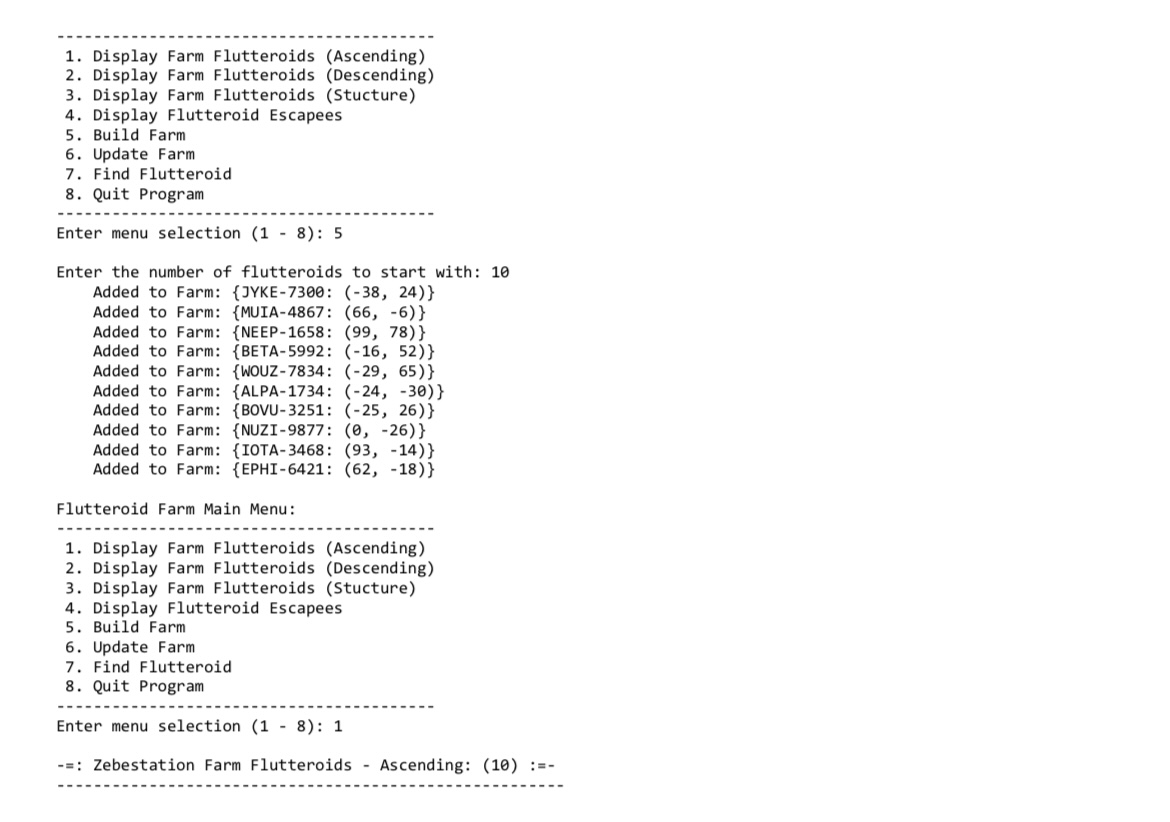 -----------------------------------------
1. Display Farm Flutteroids (Ascending)
2. Display Farm Flutteroids (Descending)
3. Display Farm Flutteroids (Stucture)
4. Display Flutteroid Escapees
5. Build Farm
6. Update Farm
7. Find Flutteroid
8. Quit Program
-----------------------------------------
Enter menu selection (1 - 8): 5
Enter the number of flutteroids to start with: 10
Added to Farm: {JYKE-7300: (-38, 24)}
Added to Farm: {MUIA-4867: (66, -6)}
Added to Farm: {NEEP-1658: (99, 78)}
Added to Farm: {BETA-5992: (-16, 52)}
Added to Farm: {WOUZ-7834: (-29, 65)}
Added to Farm: {ALPA-1734: (-24, -30)}
Added to Farm: {BOVU-3251: (-25, 26)}
Added to Farm: {NUZI-9877: (0, -26)}
Added to Farm: {IOTA-3468: (93, -14)}
Added to Farm: {EPHI-6421: (62, -18)}
Flutteroid Farm Main Menu:
-----------------------------------------
1. Display Farm Flutteroids (Ascending)
2. Display Farm Flutteroids (Descending)
3. Display Farm Flutteroids (Stucture)
4. Display Flutteroid Escapees
5. Build Farm
6. Update Farm
7. Find Flutteroid
8. Quit Program
-----------------------------------------
Enter menu selection (1 - 8): 1
-=: Zebestation Farm Flutteroids - Ascending: (10) :=-
-------------------------------------------------------